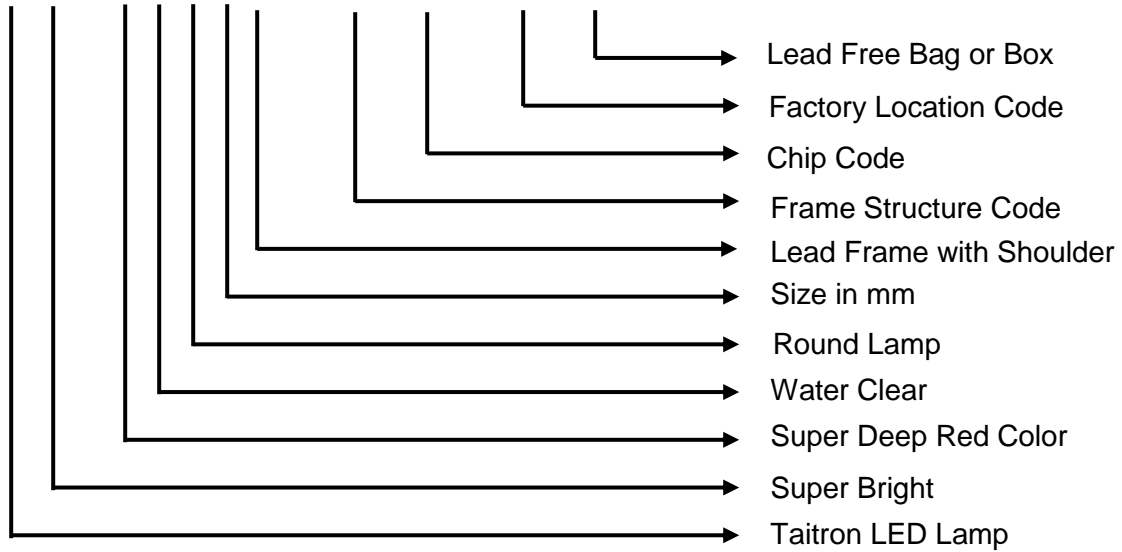 Lead Free Bag or Box
Factory Location Code
Chip Code
Frame Structure Code
Lead Frame with Shoulder
Size in mm
Round Lamp
Water Clear
Super Deep Red Color
Super Bright
Taitron LED Lamp